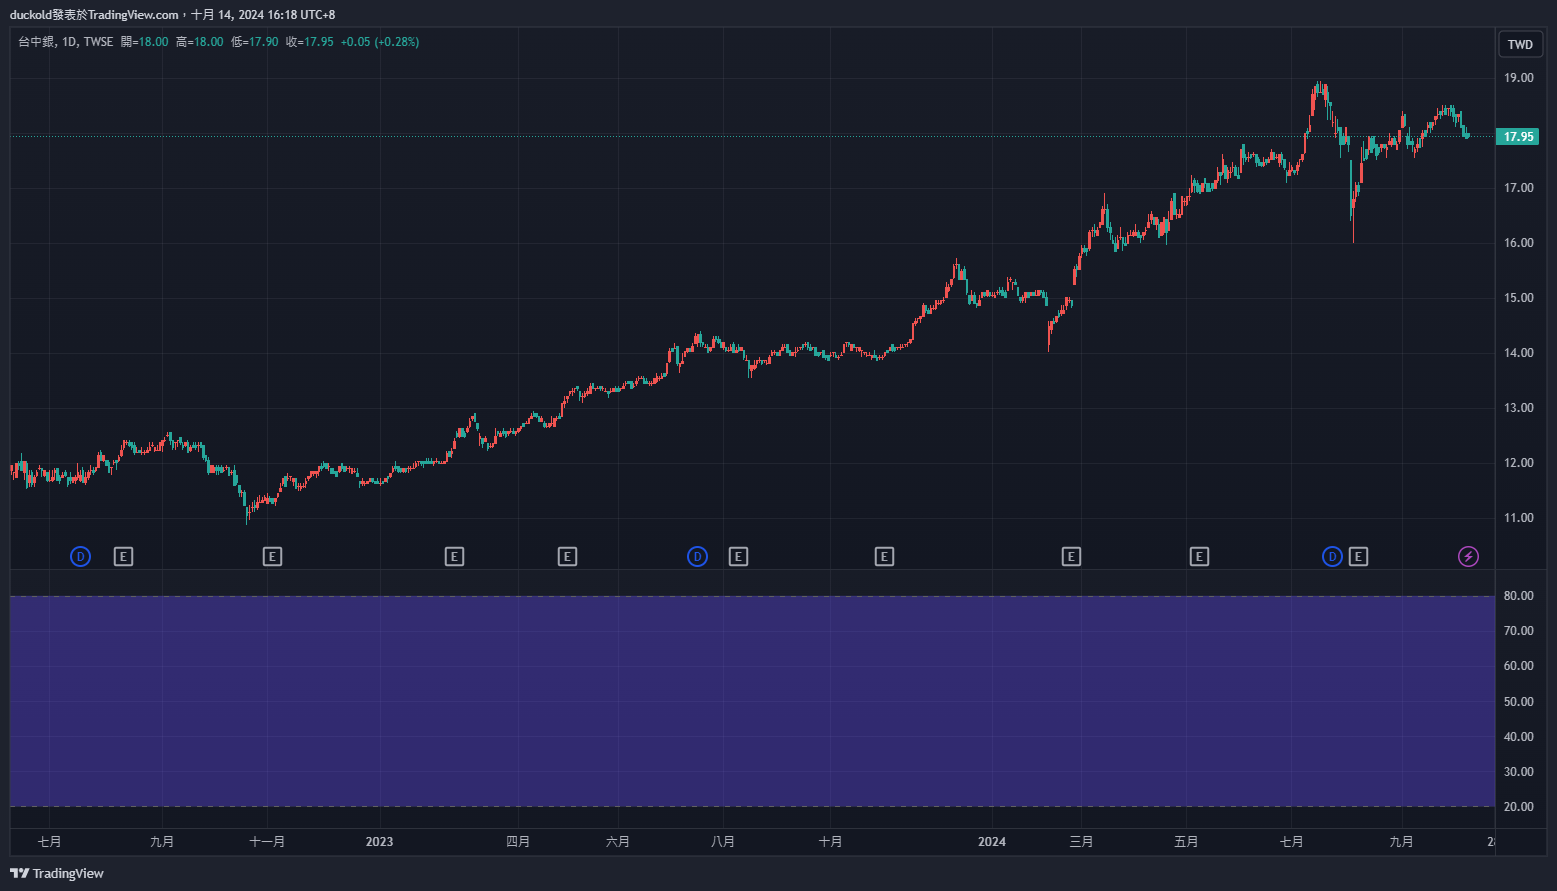 duckold發表於TradingView.com，十月 14, 2024 16:18 UTC+8
台中銀, 1D, TWSE 開=18.00 高=18.00 低=17.90 收=17.95 +0.05 (+0.28%)
TWD
19.00
17.95
17.00
16.00
15.00
14.00
13.00
12.00
11.00
D E E E E D E E E E D E
80.00
70.00
60.00
50.00
40.00
30.00
20.00
七月 九月 十一月 2023 四月 六月 八月 十月 2024 三月 五月 七月 九月
TradingView